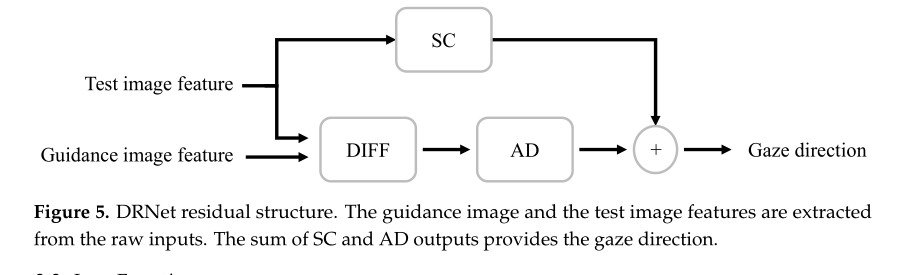 SC
Test image feature
Guidance image feature
DIFF
AD
+
Gaze direction
Figure 5. DRNet residual structure. The guidance image and the test image features are extracted
from the raw inputs. The sum of SC and AD outputs provides the gaze direction.